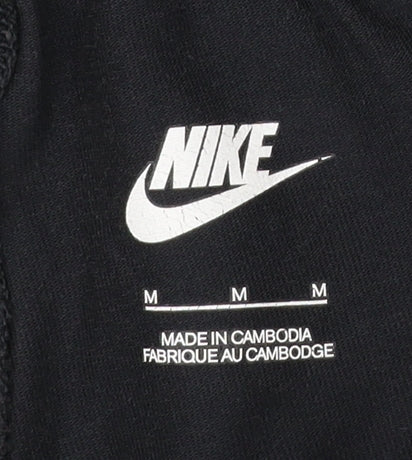 NIKE
M M M
MADE IN CAMBODIA
FABRIQUE AU CAMBODGE